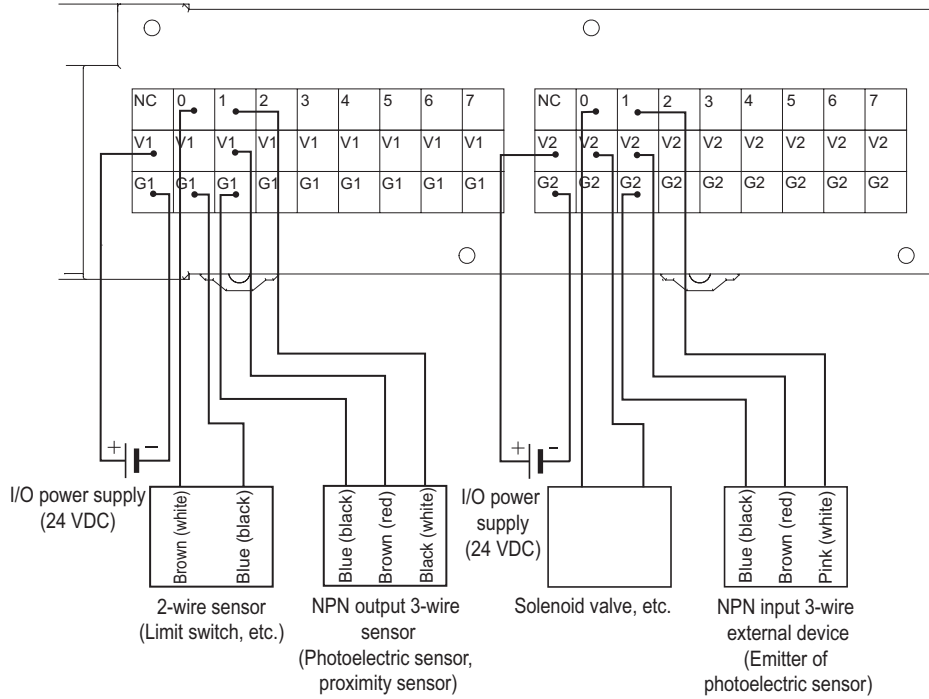 NC 0 1 2 3 4 5 6 7
V1 V1 V1 V1 V1 V1 V1 V1 V1
G1 G1 G1 G1 G1 G1 G1 G1 G1
NC 0 1 2 3 4 5 6 7
V2 V2 V2 V2 V2 V2 V2 V2 V2
G2 G2 G2 G2 G2 G2 G2 G2 G2
+ −
I/O power supply
(24 VDC)
Brown (white)
Blue (black)
2-wire sensor
(Limit switch, etc.)
Blue (black)
Brown (red)
Black (white)
NPN output 3-wire
sensor
(Photoelectric sensor,
proximity sensor)
+ −
I/O power
supply
(24 VDC)
Solenoid valve, etc.
Blue (black)
Brown (red)
Pink (white)
NPN input 3-wire
external device
(Emitter of
photoelectric sensor)